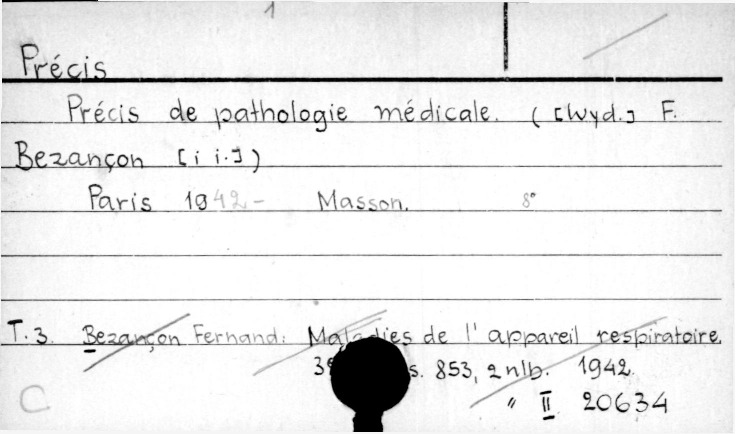 1
Précis
Précis de pathologie médicale. ([Wyd.] F.
Bezançon [i i.])
Paris 1942- Masson. 8°
T. 3. Bezançon Fernand: Maladies de l'appareil respiratoire.
s. 853, 2 nlb. 1942.
" II 20634
C